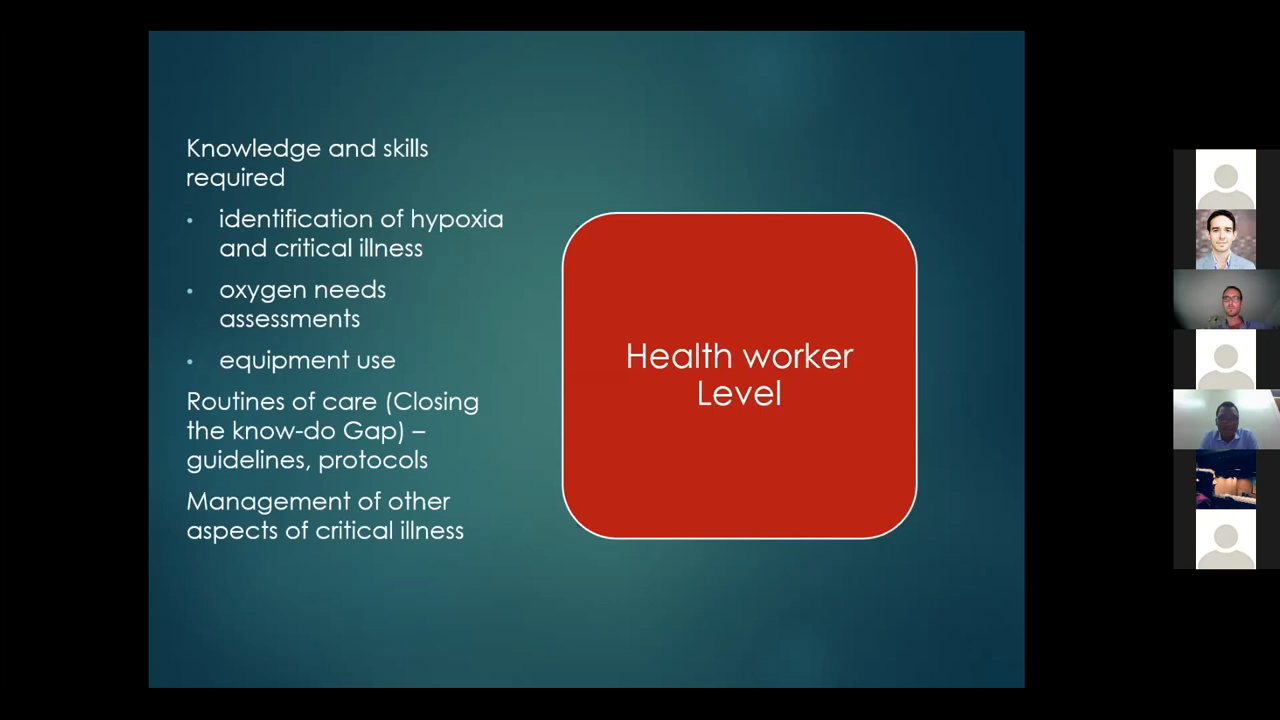 Knowledge and skills
required
• identification of hypoxia
and critical illness
• oxygen needs
assessments
• equipment use
Routines of care (Closing
the know-do Gap) –
guidelines, protocols
Management of other
aspects of critical illness
Health worker
Level